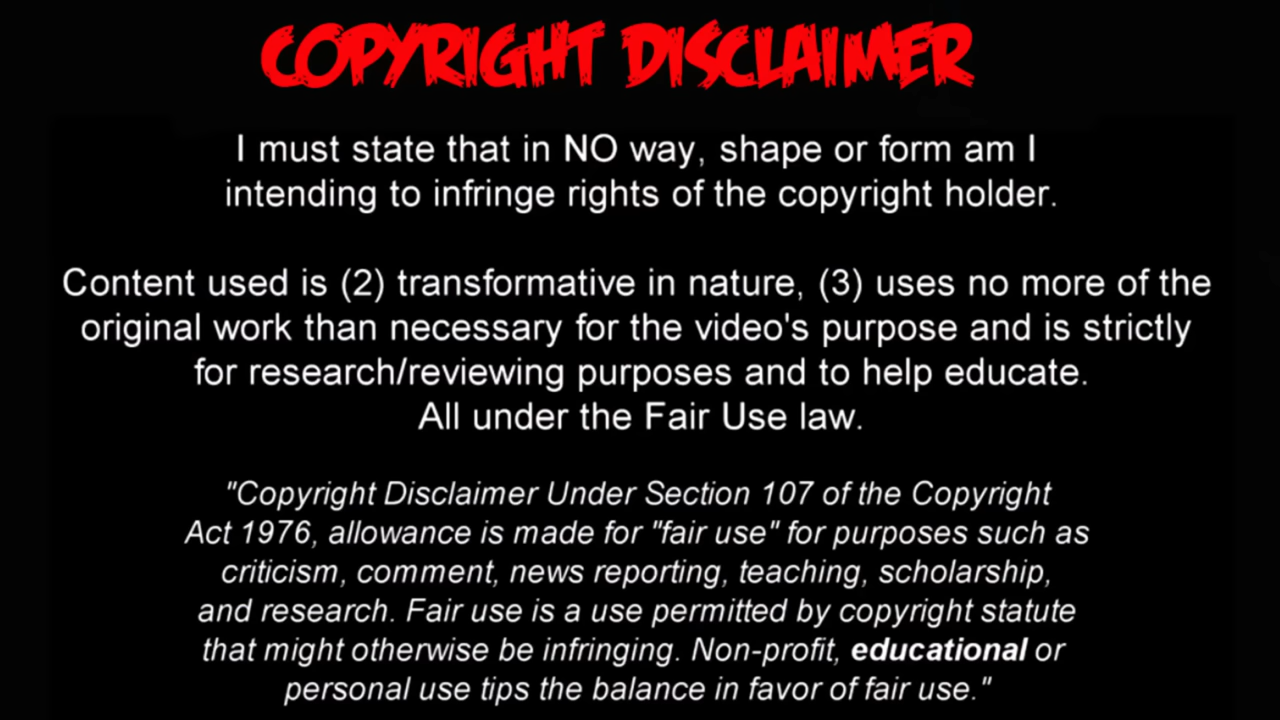 COPYRIGHT DISCLAIMER
I must state that in NO way, shape or form am I
intending to infringe rights of the copyright holder.
Content used is (2) transformative in nature, (3) uses no more of the
original work than necessary for the video's purpose and is strictly
for research/reviewing purposes and to help educate.
All under the Fair Use law.
"Copyright Disclaimer Under Section 107 of the Copyright
Act 1976, allowance is made for "fair use" for purposes such as
criticism, comment, news reporting, teaching, scholarship,
and research. Fair use is a use permitted by copyright statute
that might otherwise be infringing. Non-profit, educational or
personal use tips the balance in favor of fair use."